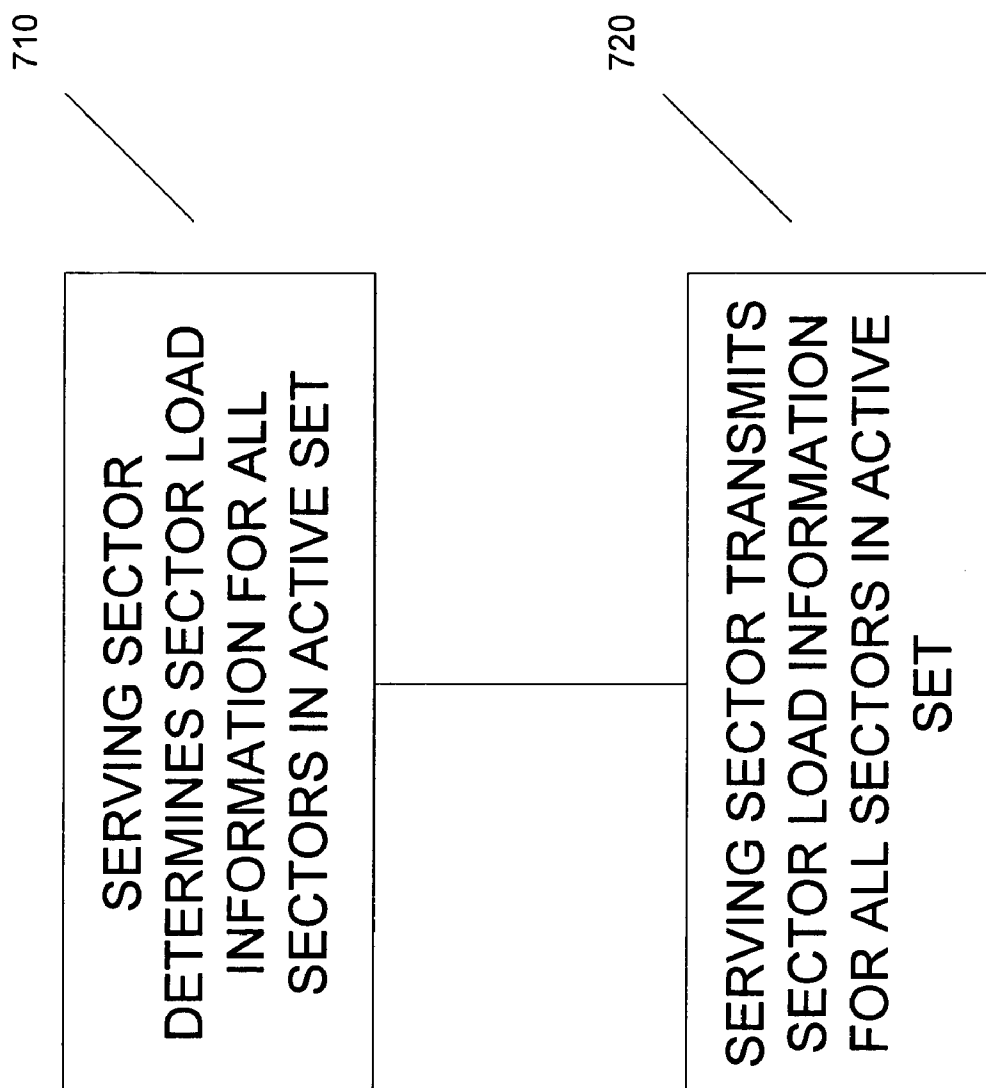 710
SERVING SECTOR
DETERMINES SECTOR LOAD
INFORMATION FOR ALL
SECTORS IN ACTIVE SET
720
SERVING SECTOR TRANSMITS
SECTOR LOAD INFORMATION
FOR ALL SECTORS IN ACTIVE
SET